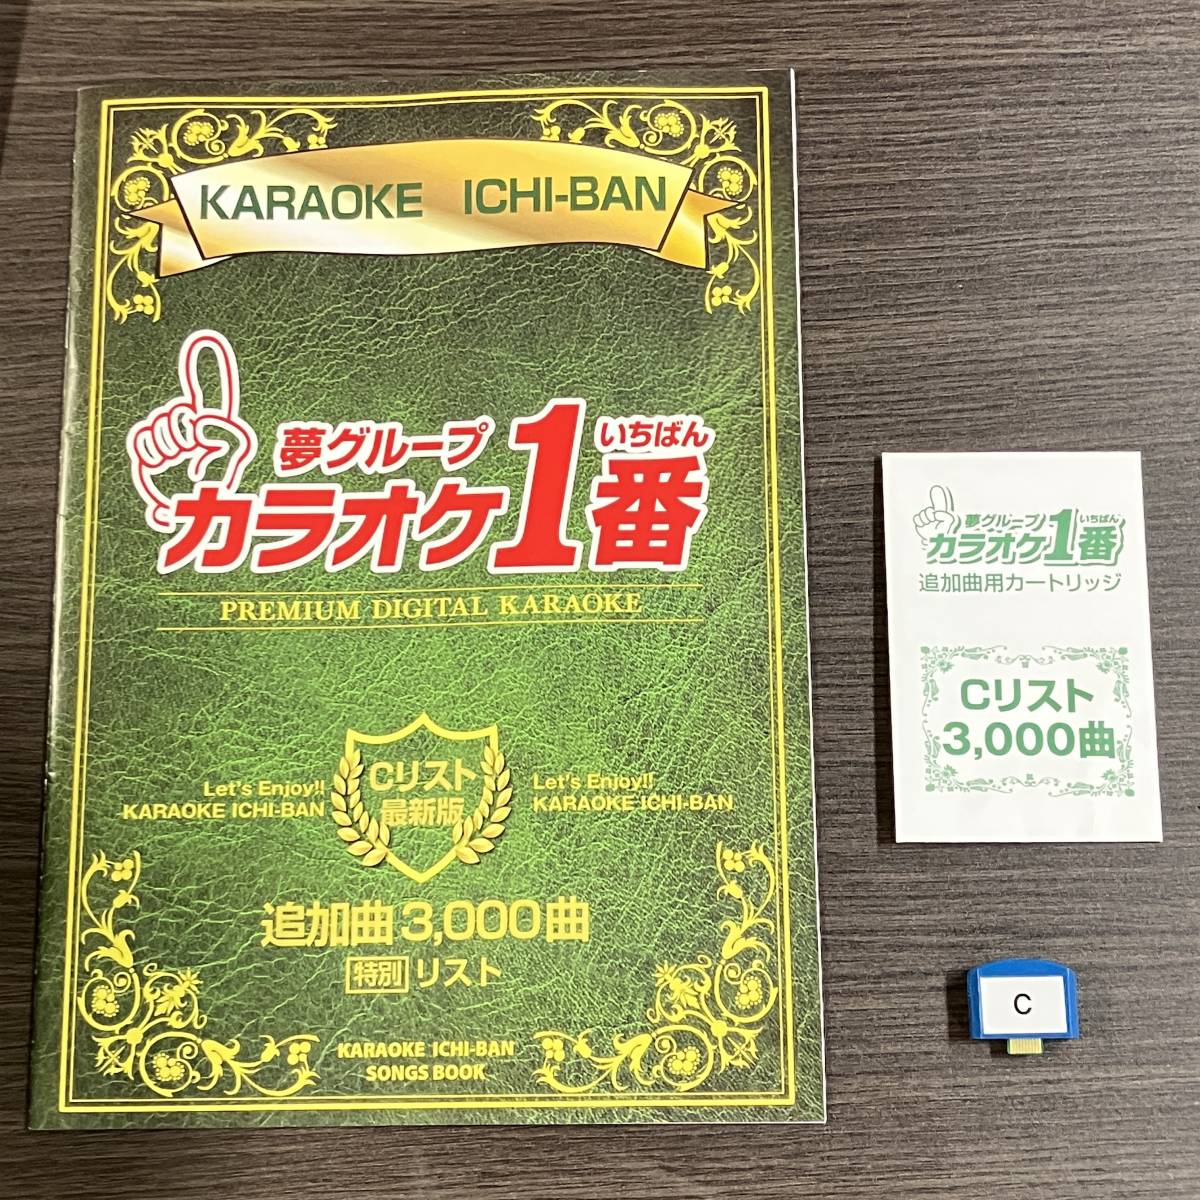 KARAOKE ICHI-BAN
夢グループ
いちばん
カラオケ1番
PREMIUM DIGITAL KARAOKE
Let's Enjoy!!
KARAOKE ICHI-BAN
Cリスト
最新版
Let's Enjoy!!
KARAOKE ICHI-BAN
追加曲3,000曲
特別リスト
KARAOKE ICHI-BAN
SONGS BOOK
夢グループ
いちばん
カラオケ1番
追加曲用カートリッジ
Cリスト
3,000曲
C